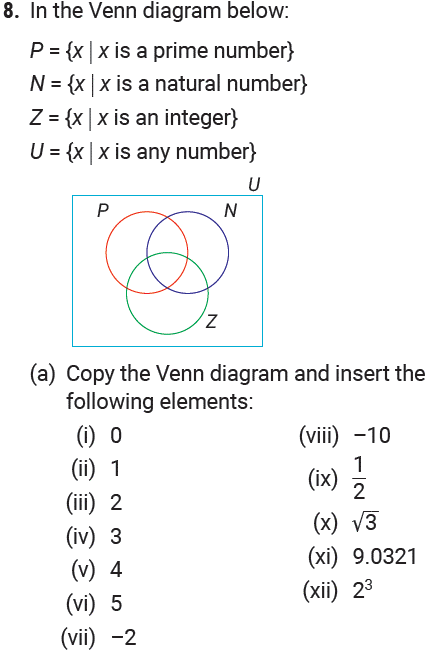 8. In the Venn diagram below:
P = {x | x is a prime number}
N = {x | x is a natural number}
Z = {x | x is an integer}
U = {x | x is any number}
U
P
N
Z
(a) Copy the Venn diagram and insert the
following elements:
(i) 0
(ii) 1
(iii) 2
(iv) 3
(v) 4
(vi) 5
(vii) −2
(viii) −10
(ix) 1/2
(x) √3
(xi) 9.0321
(xii) 2³